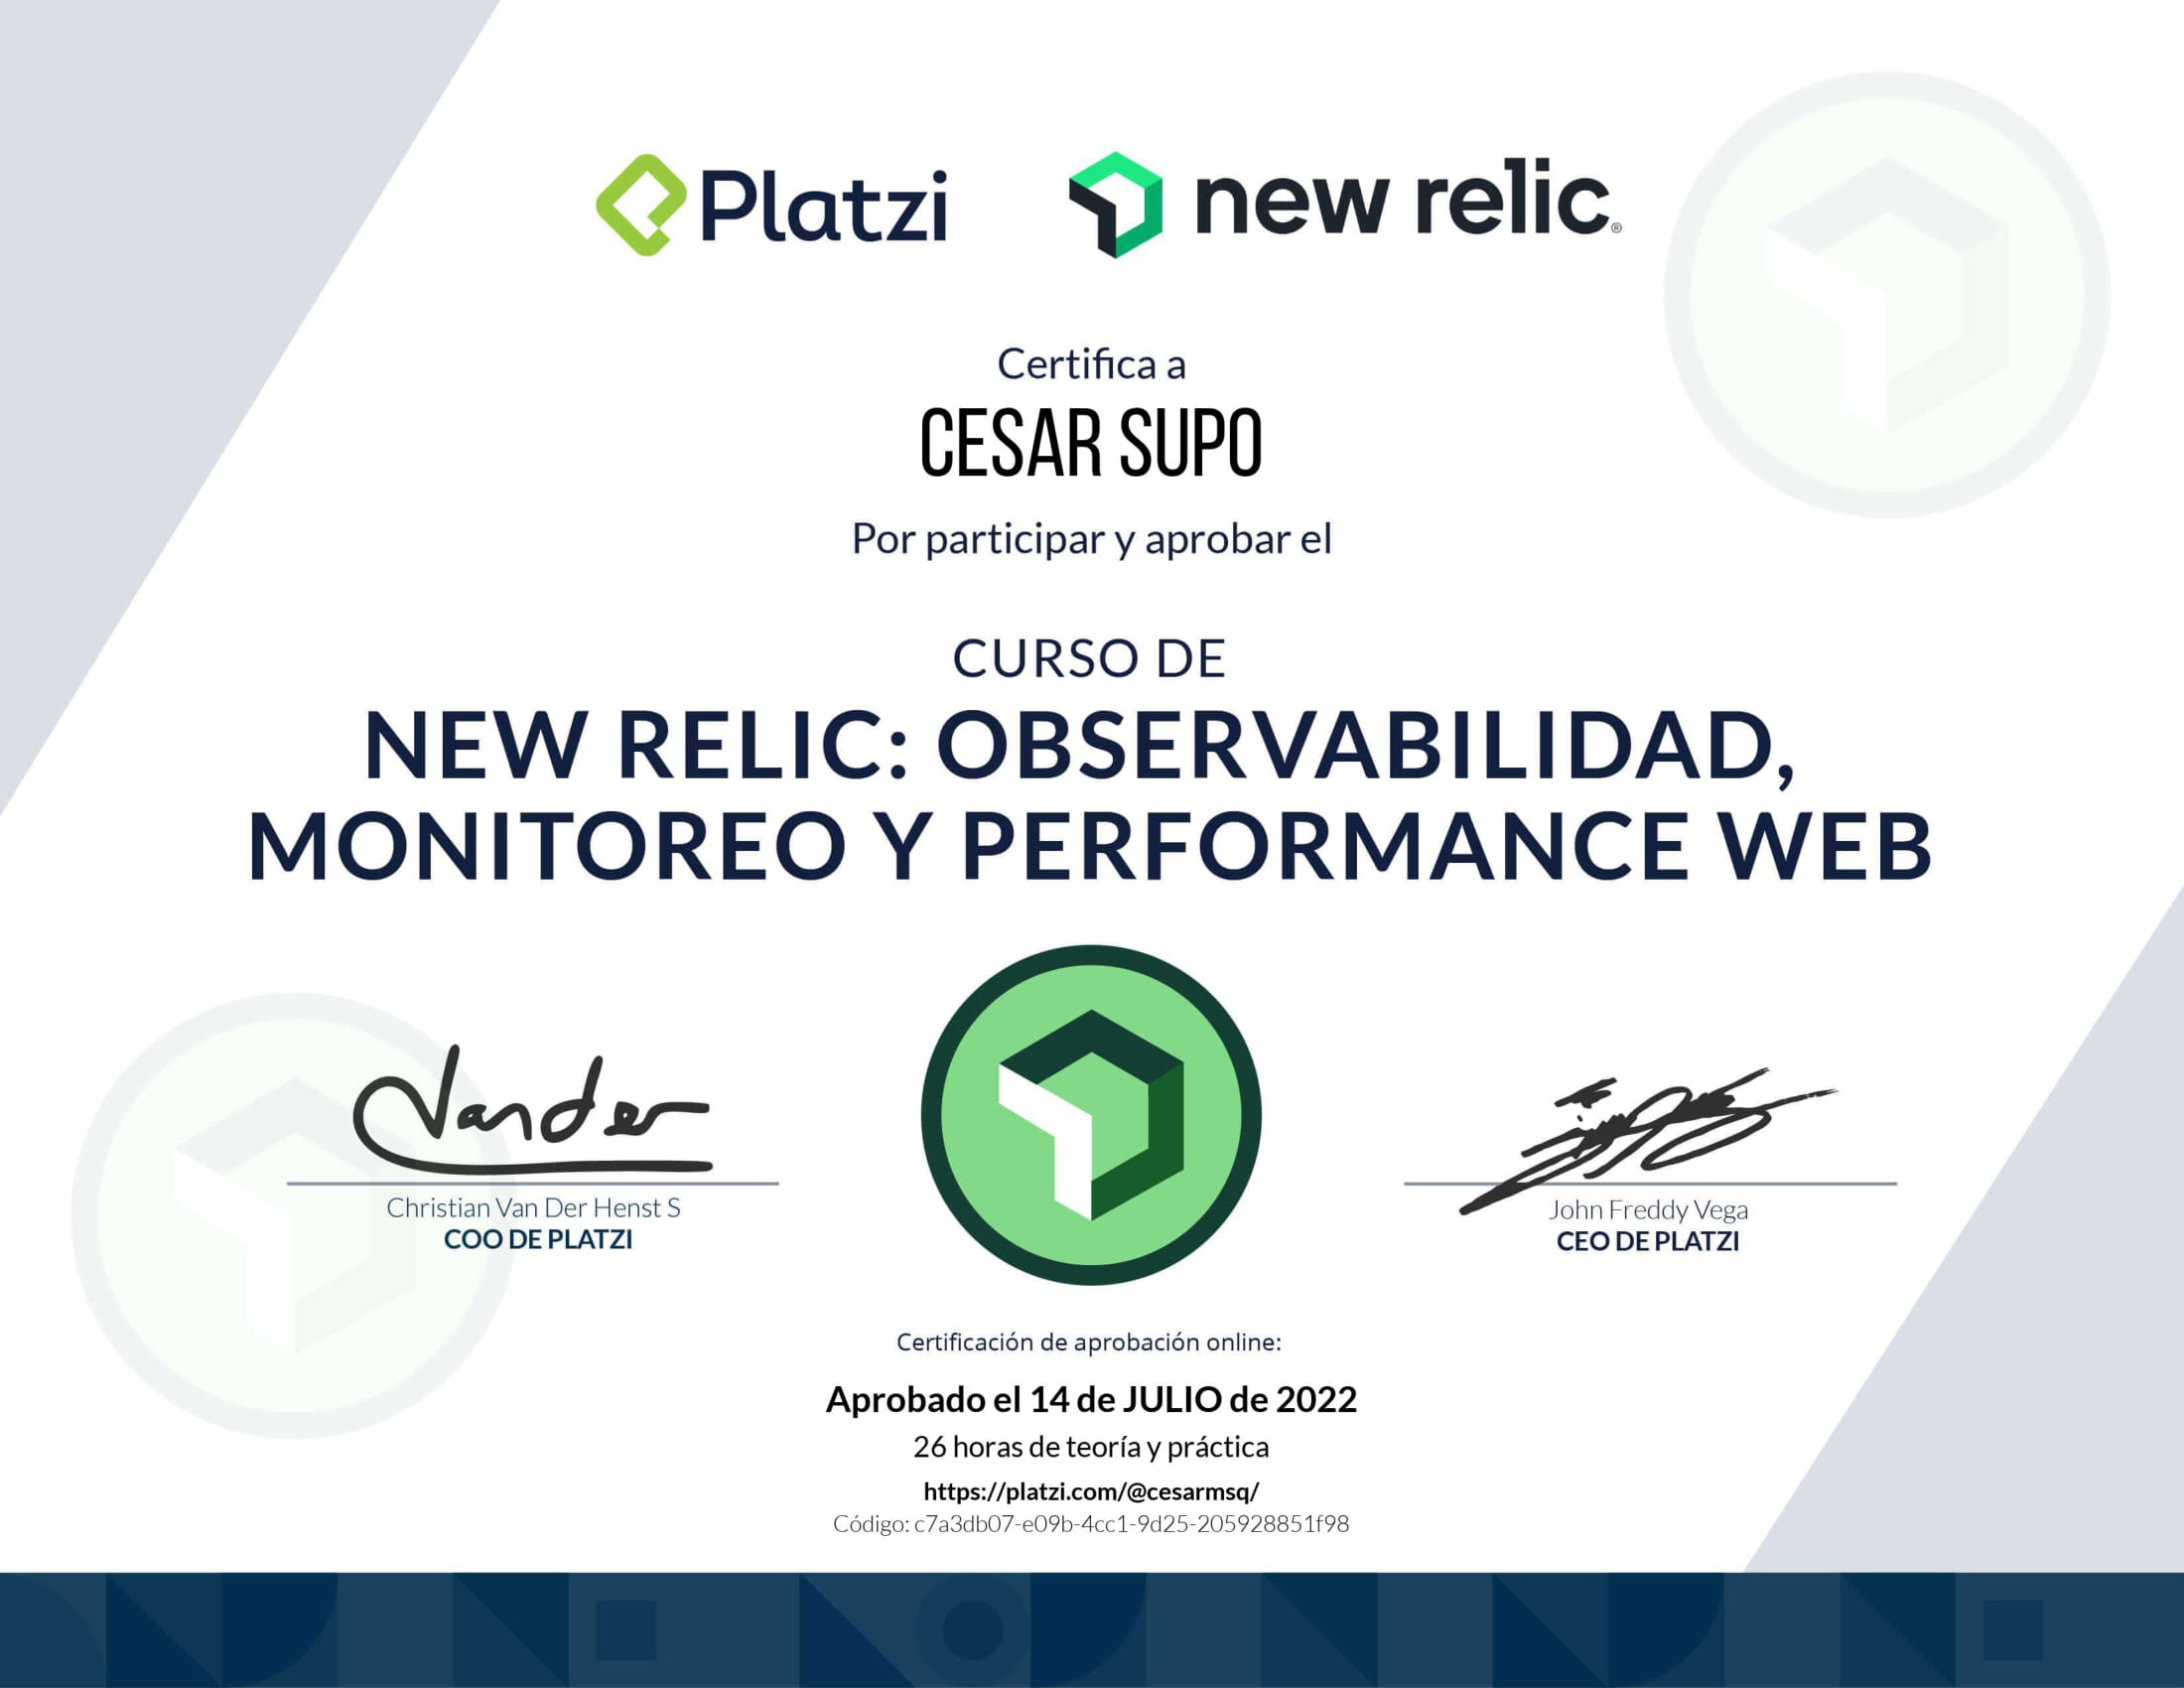 Platzi
new relic®
Certifica a
CESAR SUPO
Por participar y aprobar el
CURSO DE
NEW RELIC: OBSERVABILIDAD,
MONITOREO Y PERFORMANCE WEB
Vander
Christian Van Der Henst S
COO DE PLATZI
John Freddy Vega
CEO DE PLATZI
Certificación de aprobación online:
Aprobado el 14 de JULIO de 2022
26 horas de teoría y práctica
https://platzi.com/@cesarmsq/
Código: c7a3db07-e09b-4cc1-9d25-205928851f98